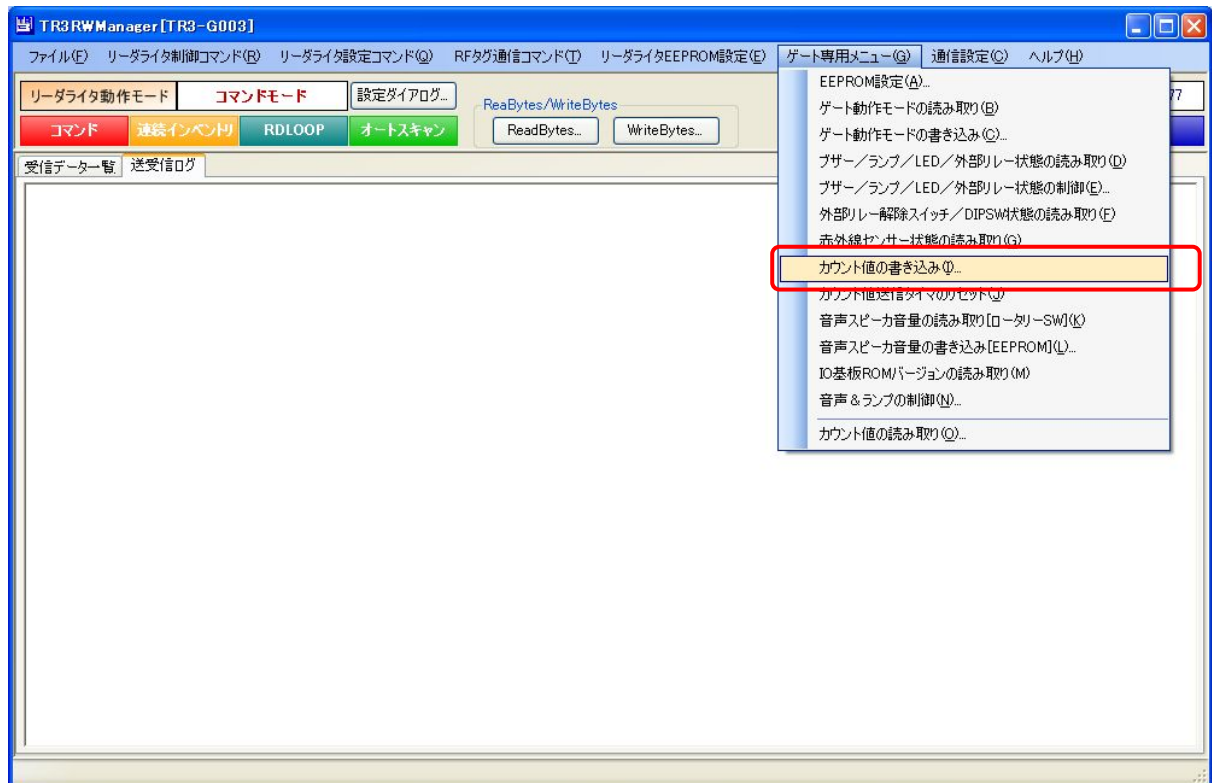 TR3RWManager[TR3-G003]
ファイル(F) リーダライタ制御コマンド(R) リーダライタ設定コマンド(Q) RFタグ通信コマンド(T) リーダライタEEPROM設定(E) ゲート専用メニュー(G) 通信設定(C) ヘルプ(H)
リーダライタ動作モード コマンドモード 設定ダイアログ...
コマンド 連続インベントリ RDLOOP オートスキャン
ReaBytes/WriteBytes
ReadBytes... WriteBytes...
77
受信データ一覧 送受信ログ
EEPROM設定(A)...
ゲート動作モードの読み取り(B)
ゲート動作モードの書き込み(C)...
ブザー/ランプ/LED/外部リレー状態の読み取り(D)
ブザー/ランプ/LED/外部リレー状態の制御(E)...
外部リレー解除スイッチ/DIPSW状態の読み取り(F)
赤外線センサー状態の読み取り(G)
カウント値の書き込み(I)...
カウント値送信タイマのリセット(J)
音声スピーカ音量の読み取り[ロータリーSW](K)
音声スピーカ音量の書き込み[EEPROM](L)...
IO基板ROMバージョンの読み取り(M)
音声&ランプの制御(N)...
カウント値の読み取り(O)...